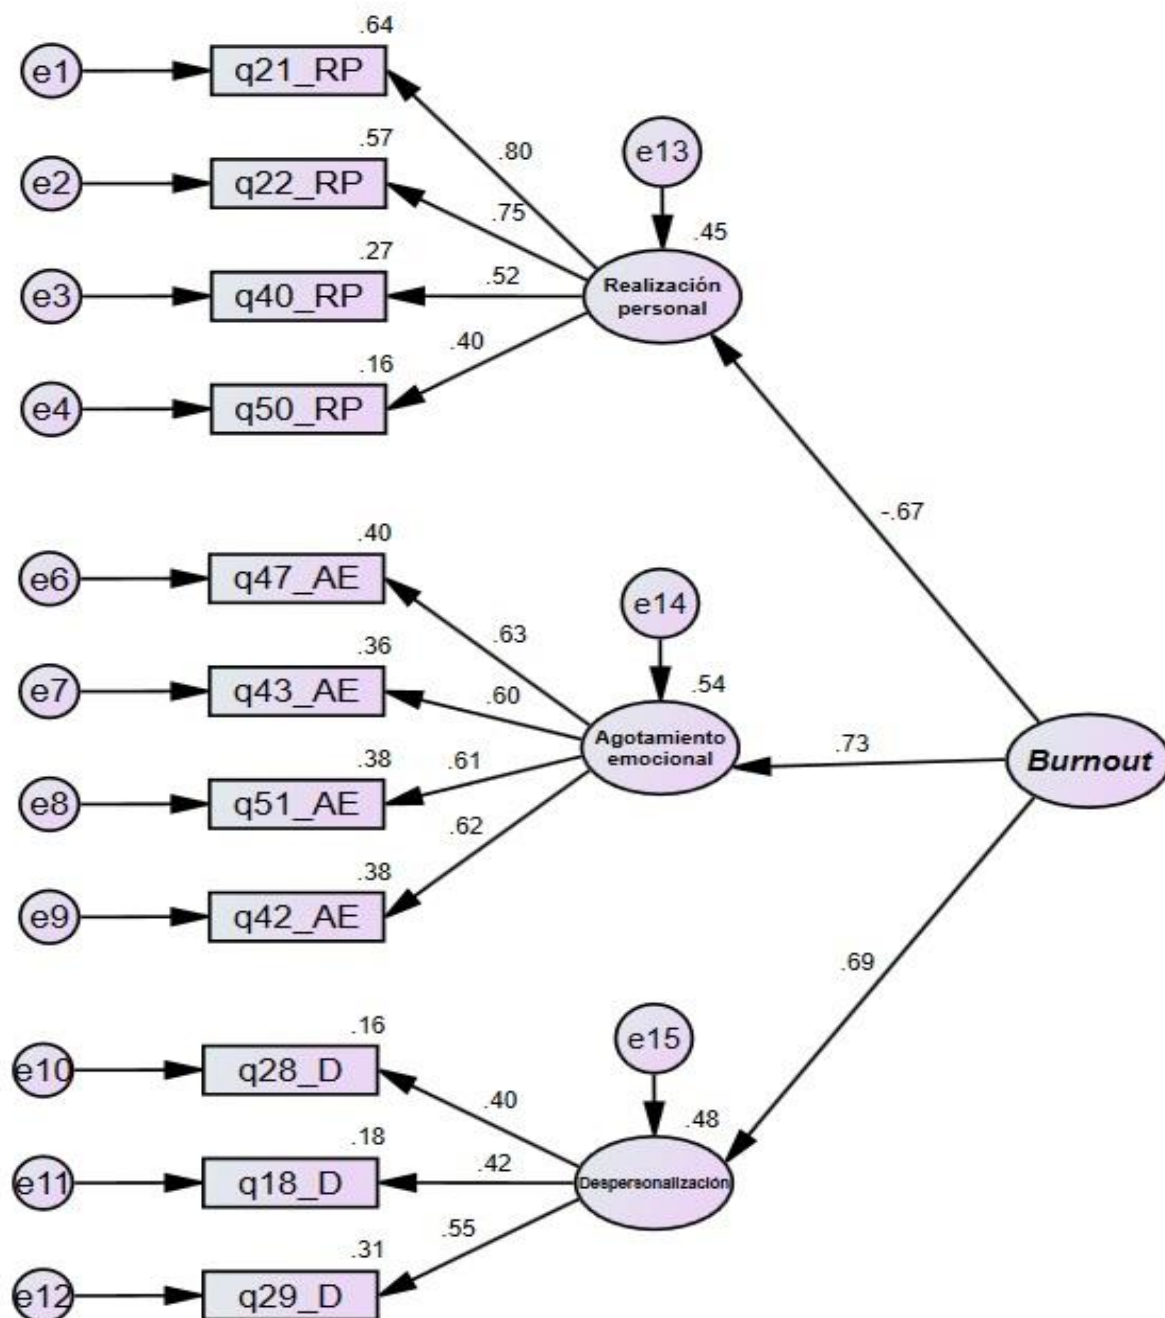 .64
e1
q21_RP
.80
e13
.57
e2
q22_RP
.75
.45
.27
e3
q40_RP
.52
Realización
personal
.40
.16
e4
q50_RP
-.67
.40
e6
q47_AE
e14
.63
.36
e7
q43_AE
.60
.54
Agotamiento
emocional
.73
Burnout
.38
e8
q51_AE
.61
.62
.38
e9
q42_AE
.69
.16
e15
e10
q28_D
.40
.48
.18
e11
q18_D
.42
Despersonalización
.55
.31
e12
q29_D